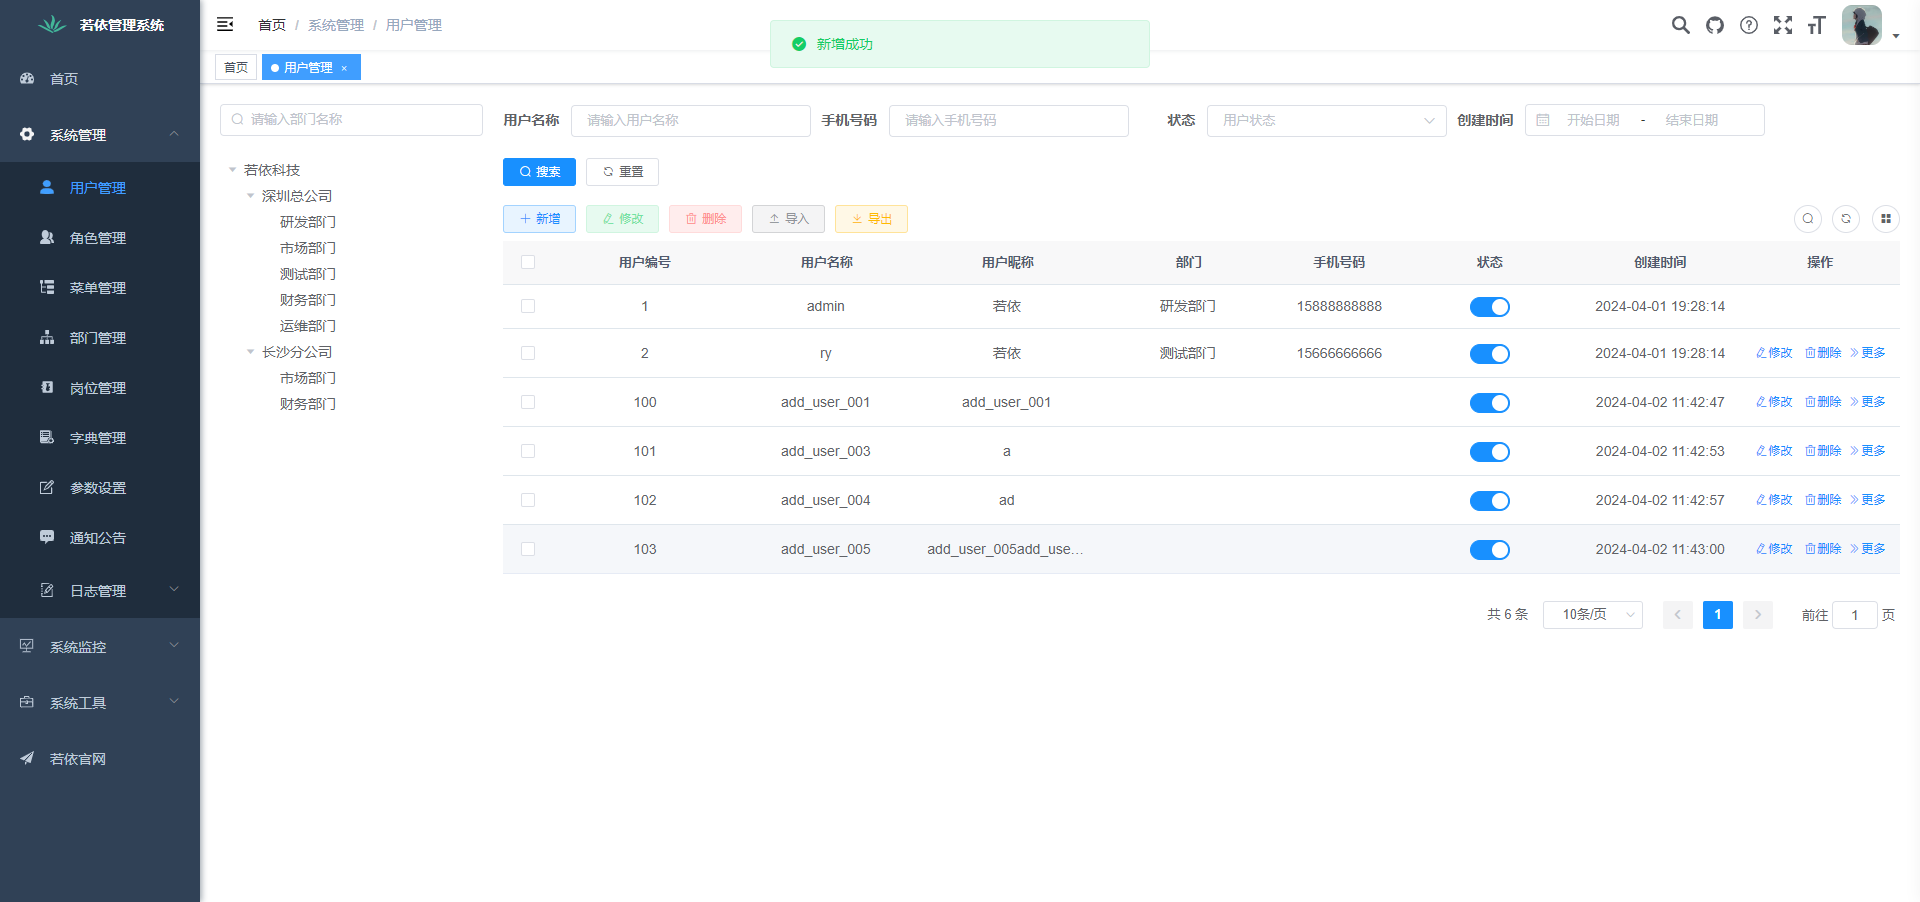 若依管理系统
首页
系统管理
用户管理
角色管理
菜单管理
部门管理
岗位管理
字典管理
参数设置
通知公告
日志管理
系统监控
系统工具
若依官网
首页 / 系统管理 / 用户管理
新增成功
首页 用户管理 ×
请输入部门名称
若依科技
深圳总公司
研发部门
市场部门
测试部门
财务部门
运维部门
长沙分公司
市场部门
财务部门
用户名称 请输入用户名称 手机号码 请输入手机号码 状态 用户状态 创建时间 开始日期 - 结束日期
搜索 重置
新增 修改 删除 导入 导出
用户编号 用户名称 用户昵称 部门 手机号码 状态 创建时间 操作
1 admin 若依 研发部门 15888888888 2024-04-01 19:28:14
2 ry 若依 测试部门 15666666666 2024-04-01 19:28:14 修改 删除 更多
100 add_user_001 add_user_001 2024-04-02 11:42:47 修改 删除 更多
101 add_user_003 a 2024-04-02 11:42:53 修改 删除 更多
102 add_user_004 ad 2024-04-02 11:42:57 修改 删除 更多
103 add_user_005 add_user_005add_use... 2024-04-02 11:43:00 修改 删除 更多
共 6 条 10条/页 1 前往 1 页